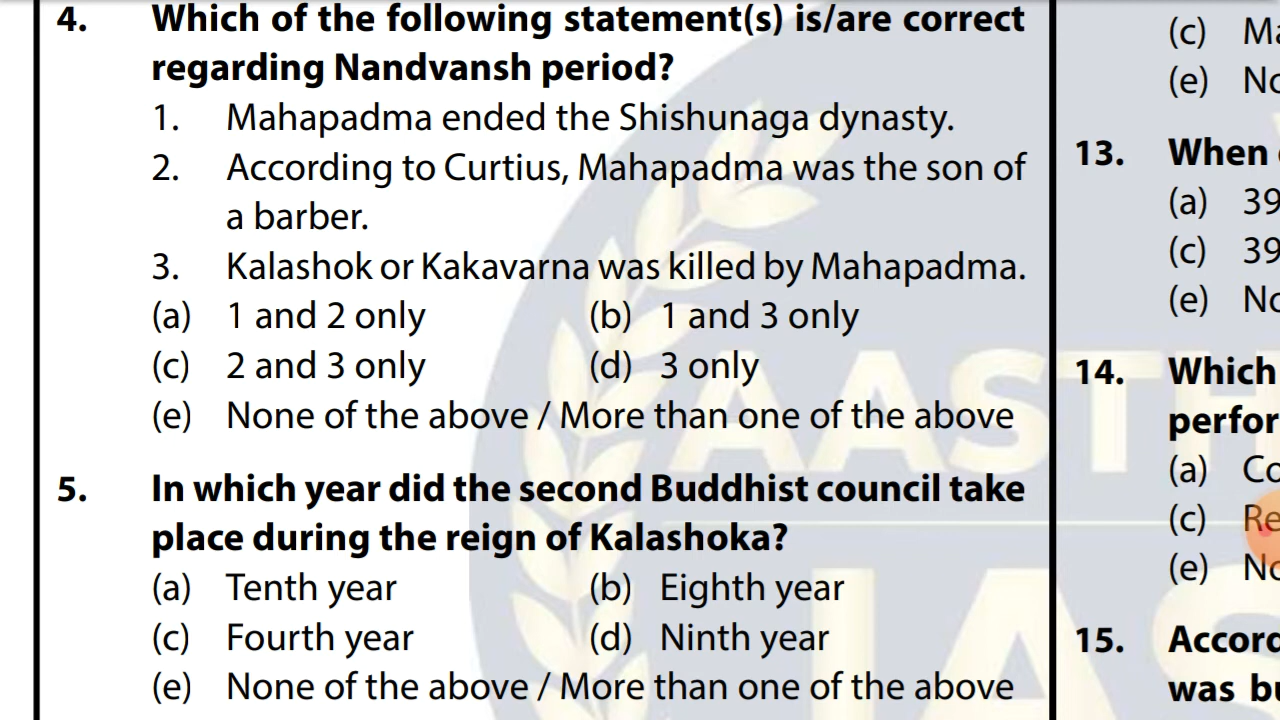 4. Which of the following statement(s) is/are correct
regarding Nandvansh period?
1. Mahapadma ended the Shishunaga dynasty.
2. According to Curtius, Mahapadma was the son of
a barber.
3. Kalashok or Kakavarna was killed by Mahapadma.
(a) 1 and 2 only (b) 1 and 3 only
(c) 2 and 3 only (d) 3 only
(e) None of the above / More than one of the above
5. In which year did the second Buddhist council take
place during the reign of Kalashoka?
(a) Tenth year (b) Eighth year
(c) Fourth year (d) Ninth year
(e) None of the above / More than one of the above
(c)
(e)
13. When
(a) 39
(c) 39
(e)
14. Which
(a)
(c)
(e)
15.
was
AASTH
IAS